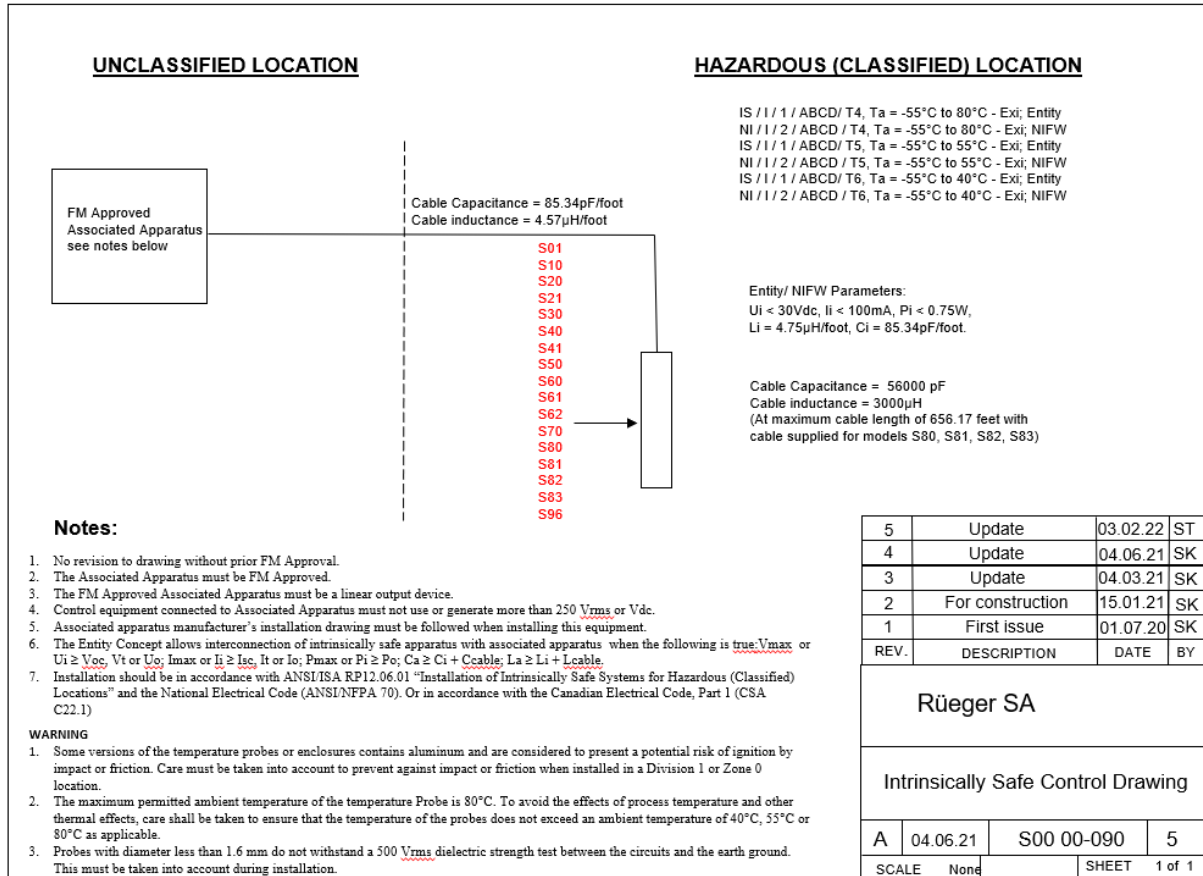 UNCLASSIFIED LOCATION
HAZARDOUS (CLASSIFIED) LOCATION
IS / I / 1 / ABCD/ T4, Ta = -55°C to 80°C - Exi; Entity
NI / I / 2 / ABCD / T4, Ta = -55°C to 80°C - Exi; NIFW
IS / I / 1 / ABCD/ T5, Ta = -55°C to 55°C - Exi; Entity
NI / I / 2 / ABCD / T5, Ta = -55°C to 55°C - Exi; NIFW
IS / I / 1 / ABCD/ T6, Ta = -55°C to 40°C - Exi; Entity
NI / I / 2 / ABCD / T6, Ta = -55°C to 40°C - Exi; NIFW
FM Approved
Associated Apparatus
see notes below
Cable Capacitance = 85.34pF/foot
Cable inductance = 4.57µH/foot
S01
S10
S20
S21
S30
S40
S41
S50
S60
S61
S62
S70
S80
S81
S82
S83
S96
Entity/ NIFW Parameters:
Ui < 30Vdc, Ii < 100mA, Pi < 0.75W,
Li = 4.75µH/foot, Ci = 85.34pF/foot.
Cable Capacitance = 56000 pF
Cable inductance = 3000µH
(At maximum cable length of 656.17 feet with
cable supplied for models S80, S81, S82, S83)
Notes:
1. No revision to drawing without prior FM Approval.
2. The Associated Apparatus must be FM Approved.
3. The FM Approved Associated Apparatus must be a linear output device.
4. Control equipment connected to Associated Apparatus must not use or generate more than 250 Vrms or Vdc.
5. Associated apparatus manufacturer's installation drawing must be followed when installing this equipment.
6. The Entity Concept allows interconnection of intrinsically safe apparatus with associated apparatus when the following is true:Vmax or
Ui ≥ Voc, Vt or Uo; Imax or Ii ≥ Isc, It or Io; Pmax or Pi ≥ Po; Ca ≥ Ci + Ccable; La ≥ Li + Lcable.
7. Installation should be in accordance with ANSI/ISA RP12.06.01 "Installation of Intrinsically Safe Systems for Hazardous (Classified)
Locations" and the National Electrical Code (ANSI/NFPA 70). Or in accordance with the Canadian Electrical Code, Part 1 (CSA
C22.1)
WARNING
1. Some versions of the temperature probes or enclosures contains aluminum and are considered to present a potential risk of ignition by
impact or friction. Care must be taken into account to prevent against impact or friction when installed in a Division 1 or Zone 0
location.
2. The maximum permitted ambient temperature of the temperature Probe is 80°C. To avoid the effects of process temperature and other
thermal effects, care shall be taken to ensure that the temperature of the probes does not exceed an ambient temperature of 40°C, 55°C or
80°C as applicable.
3. Probes with diameter less than 1.6 mm do not withstand a 500 Vrms dielectric strength test between the circuits and the earth ground.
This must be taken into account during installation.
5 Update 03.02.22 ST
4 Update 04.06.21 SK
3 Update 04.03.21 SK
2 For construction 15.01.21 SK
1 First issue 01.07.20 SK
REV. DESCRIPTION DATE BY
Rüeger SA
Intrinsically Safe Control Drawing
A 04.06.21 S00 00-090 5
SCALE None SHEET 1 of 1